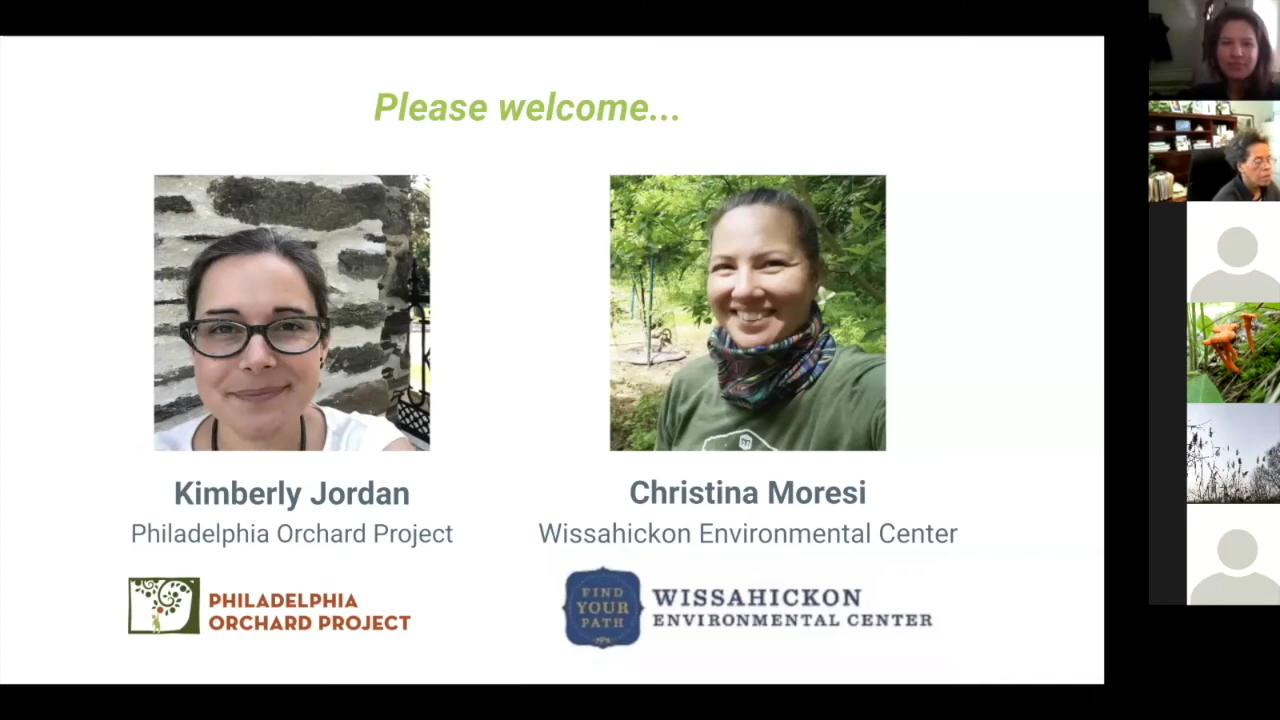 Please welcome...
Kimberly Jordan
Philadelphia Orchard Project
PHILADELPHIA
ORCHARD PROJECT
Christina Moresi
Wissahickon Environmental Center
FIND
YOUR
PATH
WISSAHICKON
ENVIRONMENTAL CENTER